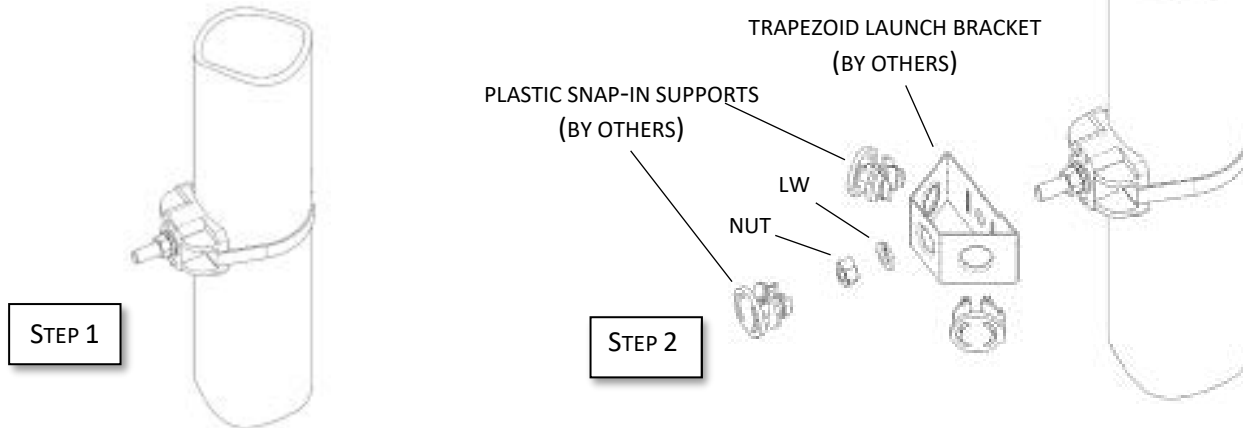 TRAPEZOID LAUNCH BRACKET
(BY OTHERS)
PLASTIC SNAP-IN SUPPORTS
(BY OTHERS)
LW
NUT
STEP 1
STEP 2